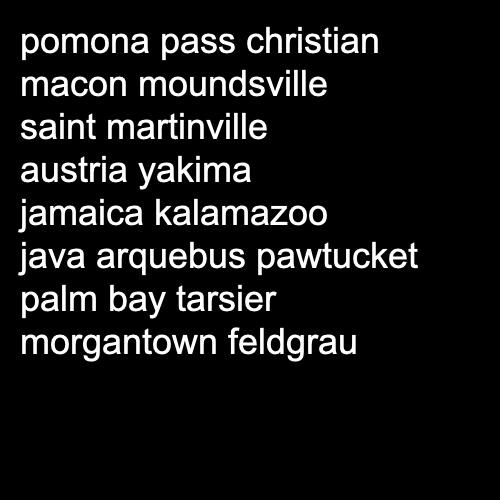 pomona pass christian
macon moundsville
saint martinville
austria yakima
jamaica kalamazoo
java arquebus pawtucket
palm bay tarsier
morgantown feldgrau